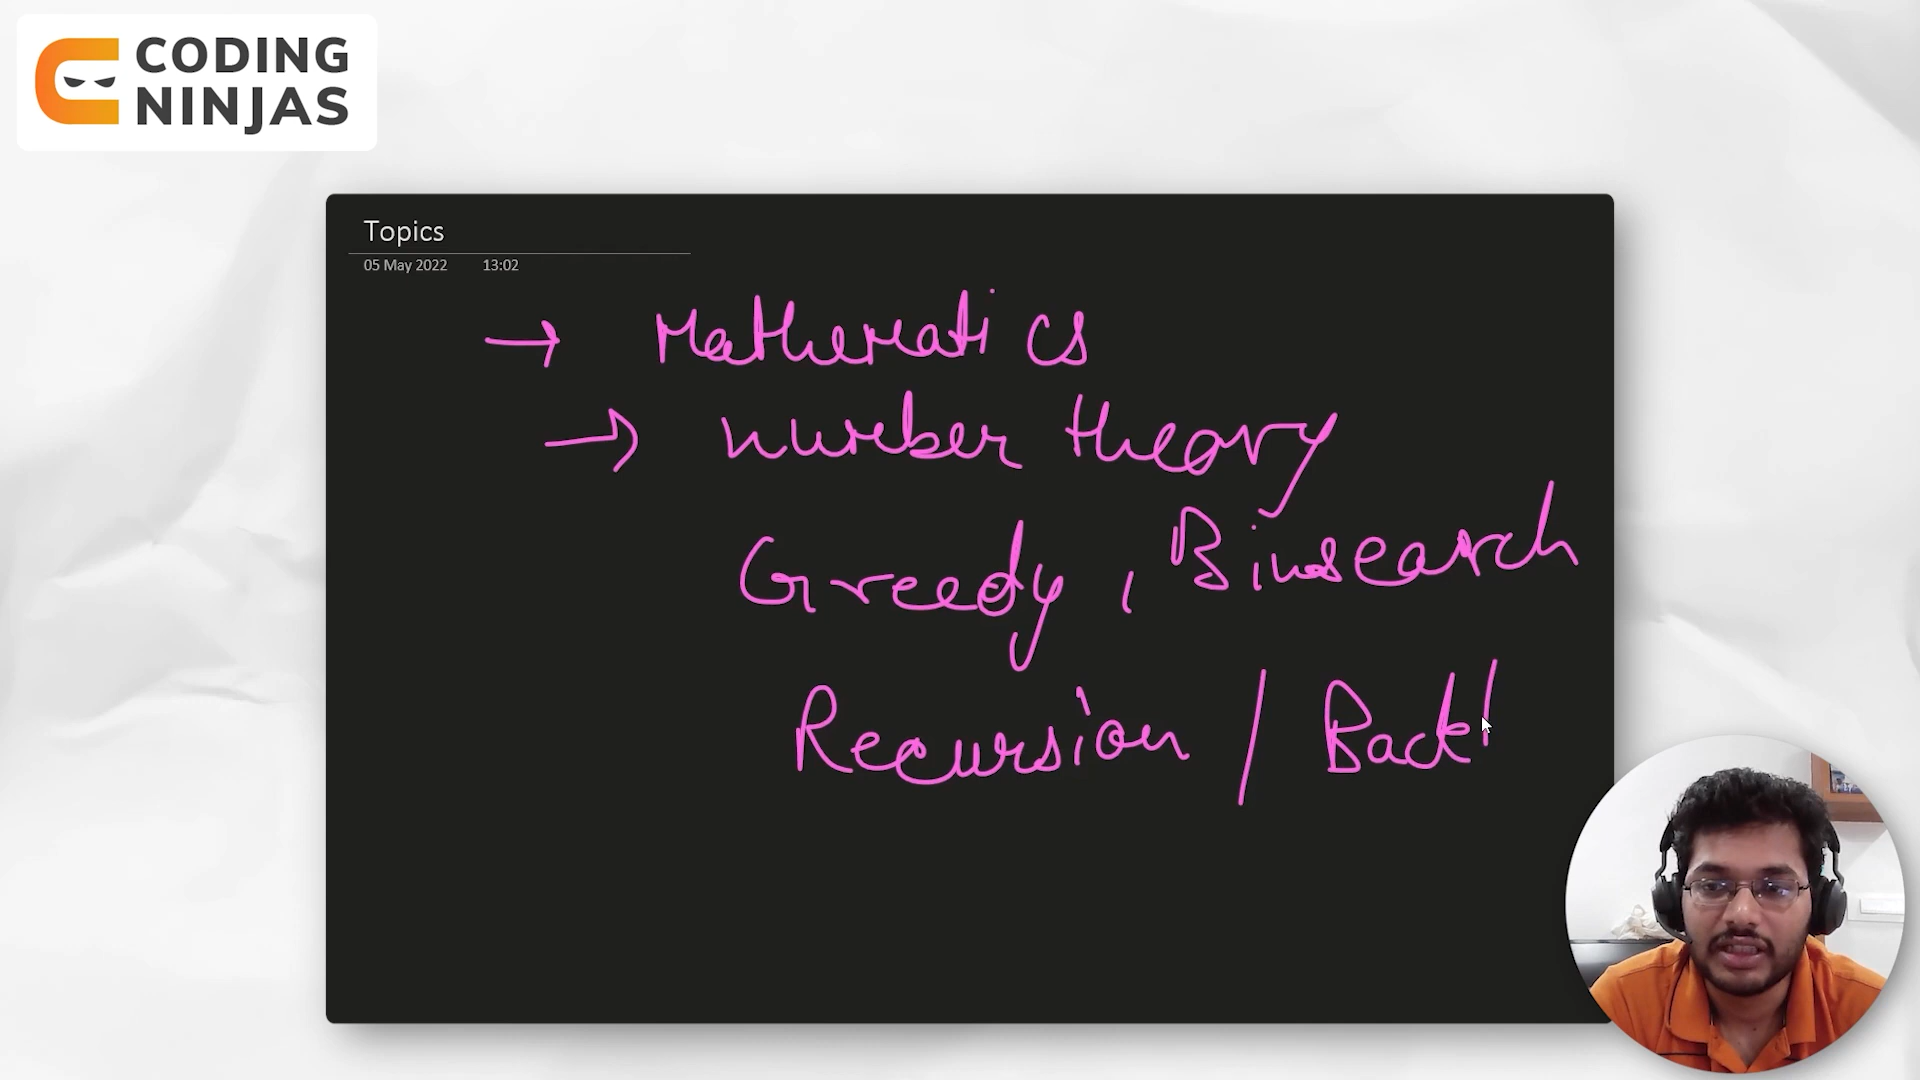 CODING
NINJAS
Topics
05 May 2022 13:02
→ Mathematics
→ number theory
Greedy, Binsearch
Recursion / Back